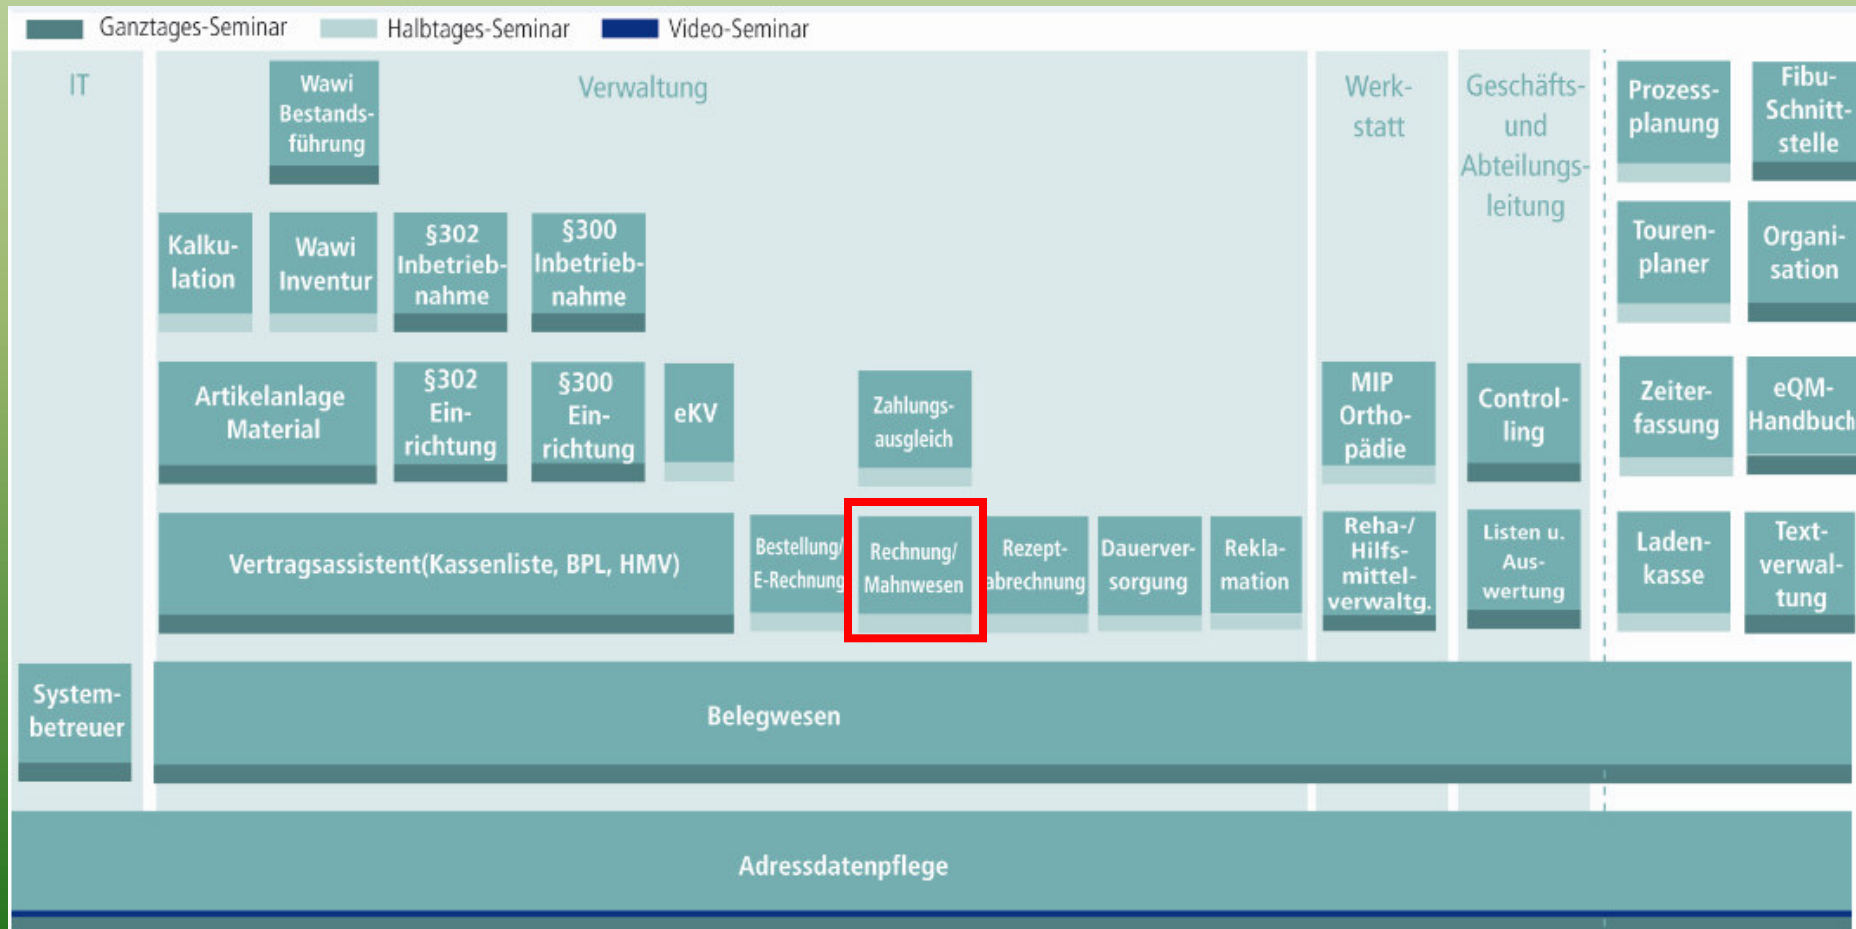 Ganztages-Seminar
Halbtages-Seminar
Video-Seminar
IT
Verwaltung
Werk-
statt
Geschäfts-
und
Abteilungs-
leitung
Wawi
Bestands-
führung
Prozess-
planung
Fibu-
Schnitt-
stelle
Kalku-
lation
Wawi
Inventur
§302
Inbetrieb-
nahme
§300
Inbetrieb-
nahme
Touren-
planer
Organi-
sation
Artikelanlage
Material
§302
Ein-
richtung
§300
Ein-
richtung
eKV
Zahlungs-
ausgleich
MIP
Ortho-
pädie
Control-
ling
Zeiter-
fassung
eQM-
Handbuch
Vertragsassistent(Kassenliste, BPL, HMV)
Bestellung/
E-Rechnung
Rechnung/
Mahnwesen
Rezept-
abrechnung
Dauerver-
sorgung
Rekla-
mation
Reha-/
Hilfs-
mittel-
verwaltg.
Listen u.
Aus-
wertung
Laden-
kasse
Text-
verwal-
tung
System-
betreuer
Belegwesen
Adressdatenpflege